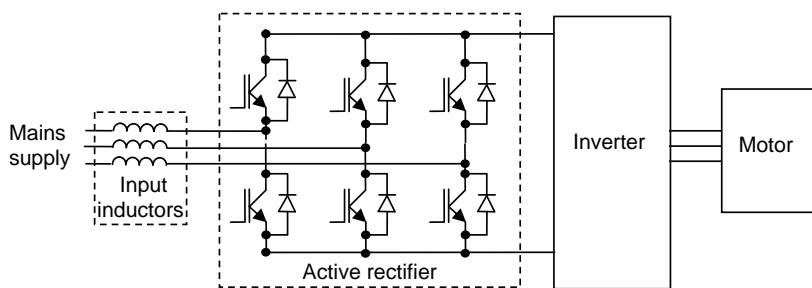 Mains
supply
Input
inductors
Active rectifier
Inverter
Motor